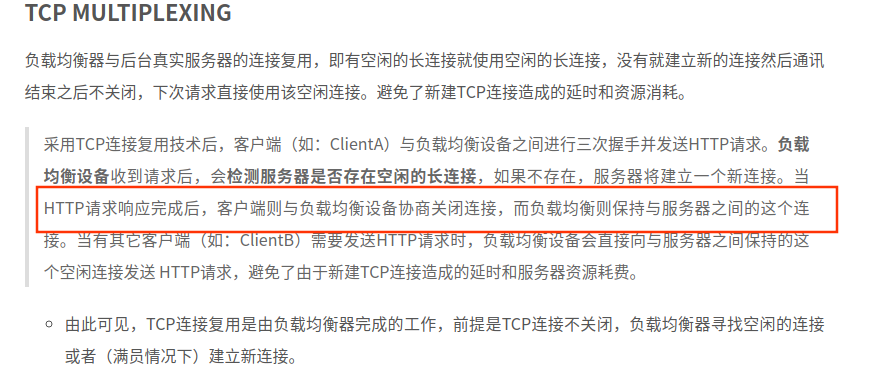 TCP MULTIPLEXING
负载均衡器与后台真实服务器的连接复用，即有空闲的长连接就使用空闲的长连接，没有就建立新的连接然后通讯
结束之后不关闭，下次请求直接使用该空闲连接。避免了新建TCP连接造成的延时和资源消耗。
采用TCP连接复用技术后，客户端（如：ClientA）与负载均衡设备之间进行三次握手并发送HTTP请求。负载
均衡设备收到请求后，会检测服务器是否存在空闲的长连接，如果不存在，服务器将建立一个新连接。当
HTTP请求响应完成后，客户端则与负载均衡设备协商关闭连接，而负载均衡则保持与服务器之间的这个连
接。当有其它客户端（如：ClientB）需要发送HTTP请求时，负载均衡设备会直接向与服务器之间保持的这
个空闲连接发送 HTTP请求，避免了由于新建TCP连接造成的延时和服务器资源耗费。
由此可见，TCP连接复用是由负载均衡器完成的工作，前提是TCP连接不关闭，负载均衡器寻找空闲的连接
或者（满员情况下）建立新连接。